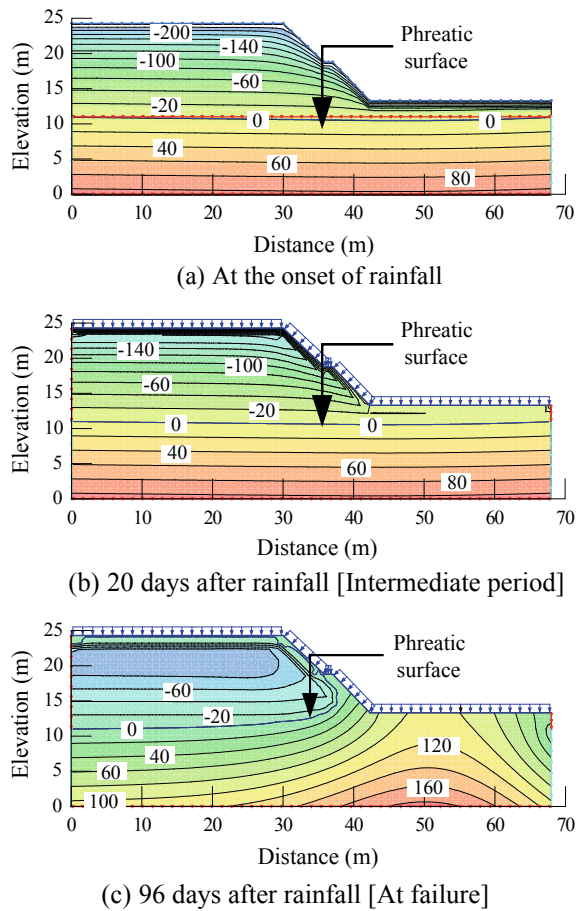 25
20
15
10
5
0
Elevation (m)
-200
-140
-100
-60
-20
0
0
40
60
80
Phreatic
surface
0 10 20 30 40 50 60 70
Distance (m)
(a) At the onset of rainfall
25
20
15
10
5
0
Elevation (m)
-140
-100
-60
-20
0
0
40
60
80
Phreatic
surface
0 10 20 30 40 50 60 70
Distance (m)
(b) 20 days after rainfall [Intermediate period]
25
20
15
10
5
0
Elevation (m)
-60
-20
0
40
60
100
120
160
Phreatic
surface
0 10 20 30 40 50 60 70
Distance (m)
(c) 96 days after rainfall [At failure]